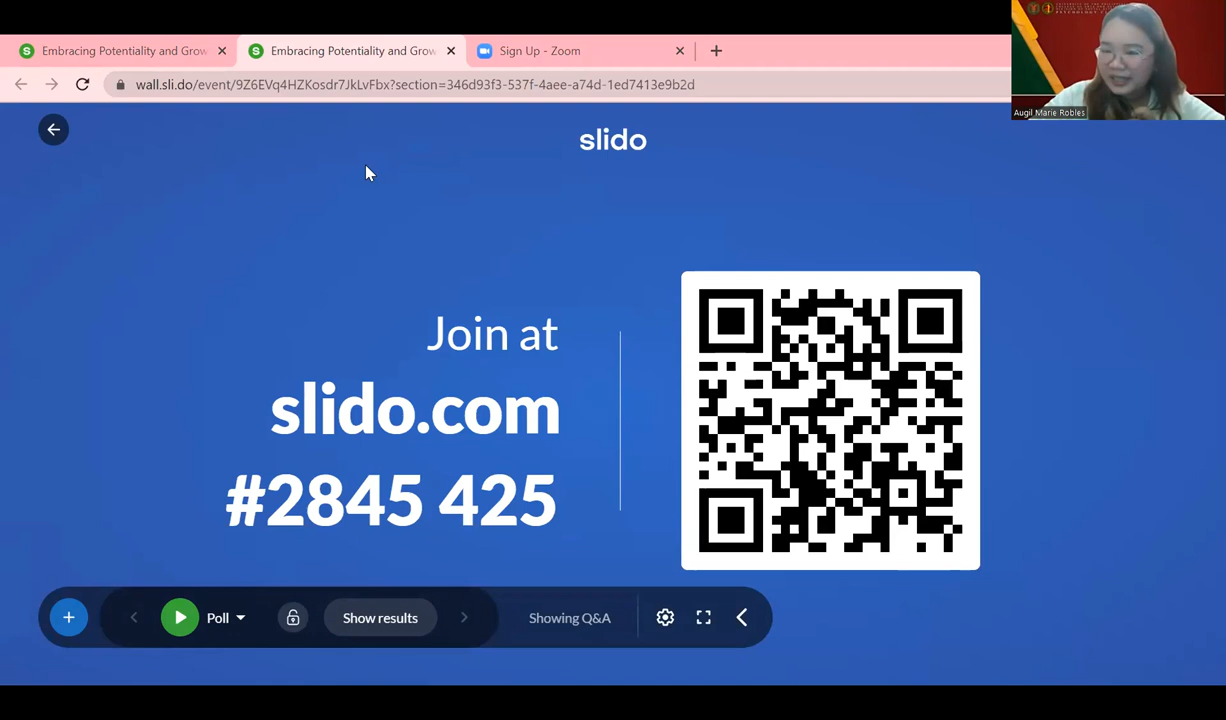 Embracing Potentiality and Grow
Embracing Potentiality and Grow
Sign Up - Zoom
wall.sli.do/event/9Z6EVq4HZKosdr7JkLvFbx?section=346d93f3-537f-4aee-a74d-1ed7413e9b2d
Augil Marie Robles
slido
Join at
slido.com
#2845 425
Poll
Show results
Showing Q&A